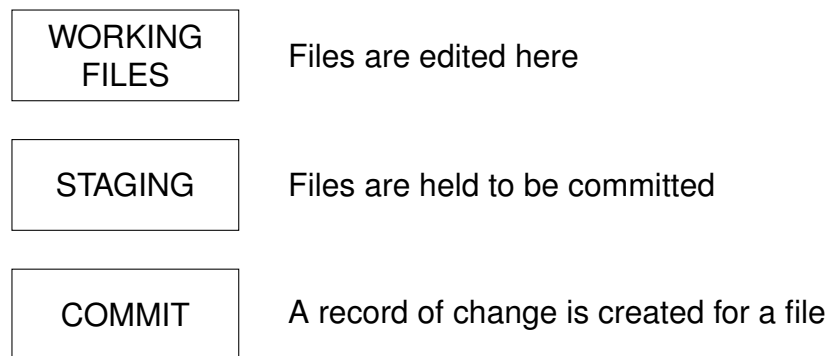 WORKING
FILES
Files are edited here
STAGING
Files are held to be committed
COMMIT
A record of change is created for a file